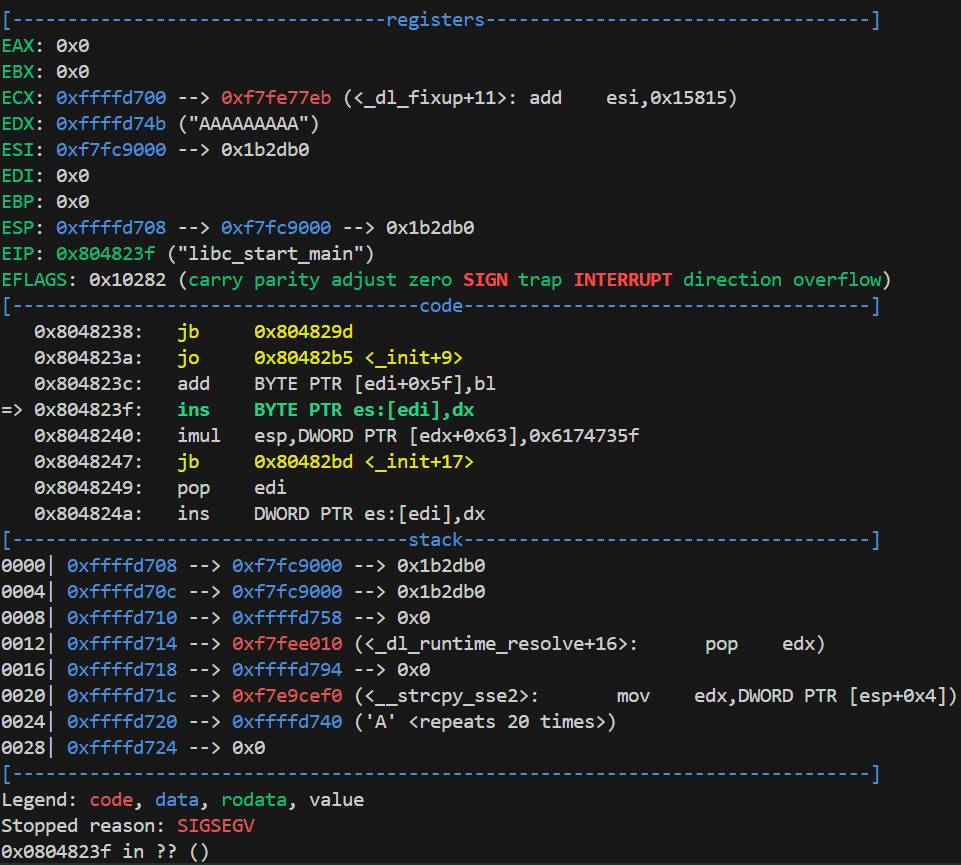 [----------------------------------registers-----------------------------------]
EAX: 0x0
EBX: 0x0
ECX: 0xffffd700 --> 0xf7fe77eb (<_dl_fixup+11>: add    esi,0x15815)
EDX: 0xffffd74b ("AAAAAAAAA")
ESI: 0xf7fc9000 --> 0x1b2db0
EDI: 0x0
EBP: 0x0
ESP: 0xffffd708 --> 0xf7fc9000 --> 0x1b2db0
EIP: 0x804823f ("libc_start_main")
EFLAGS: 0x10282 (carry parity adjust zero SIGN trap INTERRUPT direction overflow)
[-------------------------------------code-------------------------------------]
   0x8048238:   jb     0x804829d
   0x804823a:   jo     0x80482b5 <_init+9>
   0x804823c:   add    BYTE PTR [edi+0x5f],bl
=> 0x804823f:   ins    BYTE PTR es:[edi],dx
   0x8048240:   imul   esp,DWORD PTR [edx+0x63],0x6174735f
   0x8048247:   jb     0x80482bd <_init+17>
   0x8048249:   pop    edi
   0x804824a:   ins    DWORD PTR es:[edi],dx
[------------------------------------stack-------------------------------------]
0000| 0xffffd708 --> 0xf7fc9000 --> 0x1b2db0
0004| 0xffffd70c --> 0xf7fc9000 --> 0x1b2db0
0008| 0xffffd710 --> 0xffffd758 --> 0x0
0012| 0xffffd714 --> 0xf7fee010 (<_dl_runtime_resolve+16>:      pop    edx)
0016| 0xffffd718 --> 0xffffd794 --> 0x0
0020| 0xffffd71c --> 0xf7e9cef0 (<__strcpy_sse2>:       mov    edx,DWORD PTR [esp+0x4])
0024| 0xffffd720 --> 0xffffd740 ('A' <repeats 20 times>)
0028| 0xffffd724 --> 0x0
[------------------------------------------------------------------------------]
Legend: code, data, rodata, value
Stopped reason: SIGSEGV
0x0804823f in ?? ()